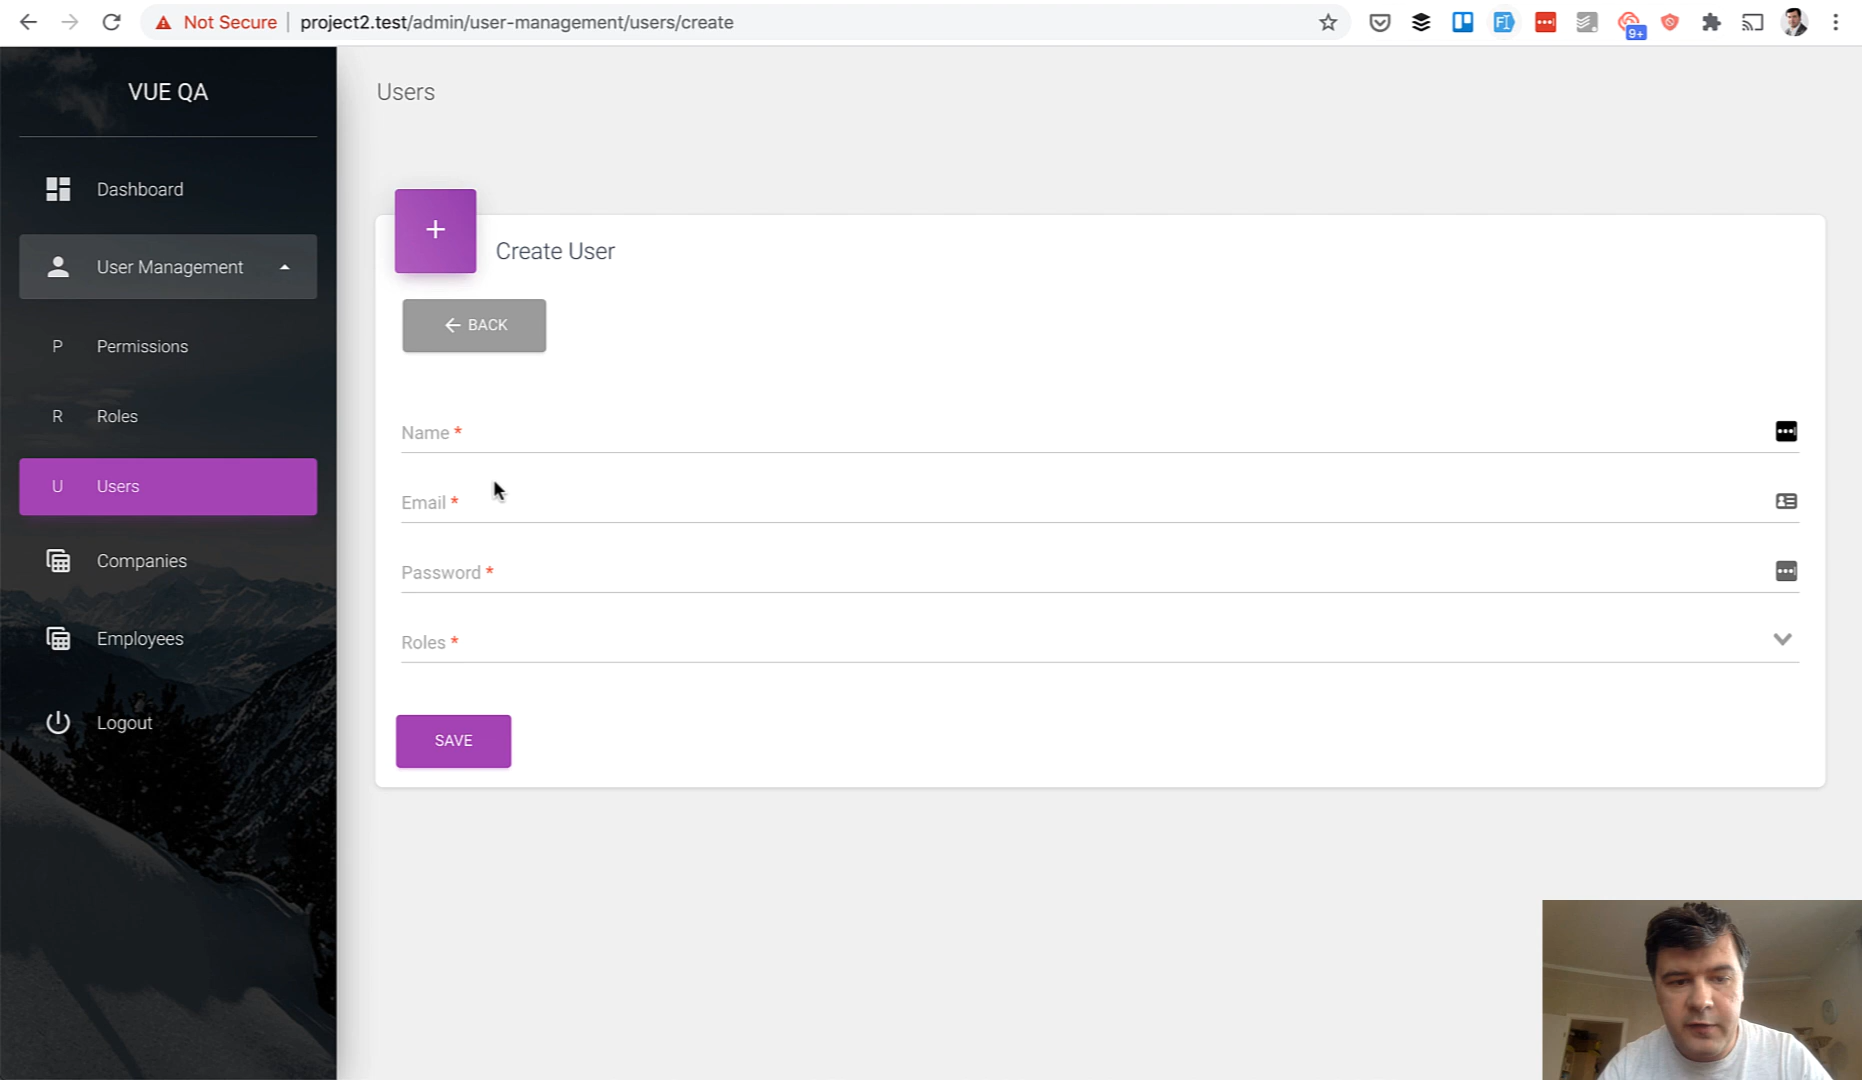 Not Secure | project2.test/admin/user-management/users/create
9+
VUE QA
Dashboard
User Management
P Permissions
R Roles
U Users
Companies
Employees
Logout
Users
+
Create User
← BACK
Name *
Email *
Password *
Roles *
SAVE